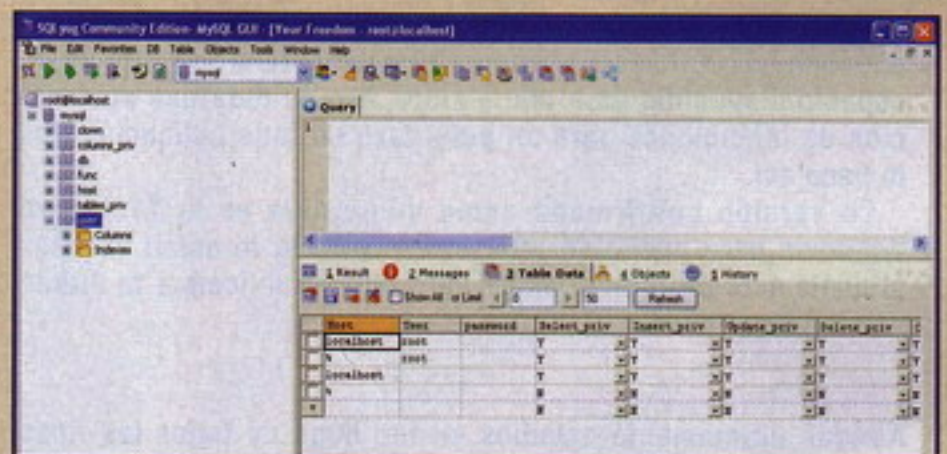 SQLyog Community Edition- MySQL GUI - [Your Freedom - root@localhost]
File Edit Favorites DB Table Objects Tools Window Help
mysql
root@localhost
mysql
columns_priv
db
func
host
tables_priv
user
Columns
Indexes
Query
1
1 Result 2 Messages 3 Table Data 4 Objects 5 History
Show All or Limit 0 50 Refresh
Host User password Select_priv Insert_priv Update_priv Delete_priv
localhost root Y Y Y Y Y
% root Y Y Y Y Y
localhost Y Y Y Y Y
% N N N N N
N N N N N